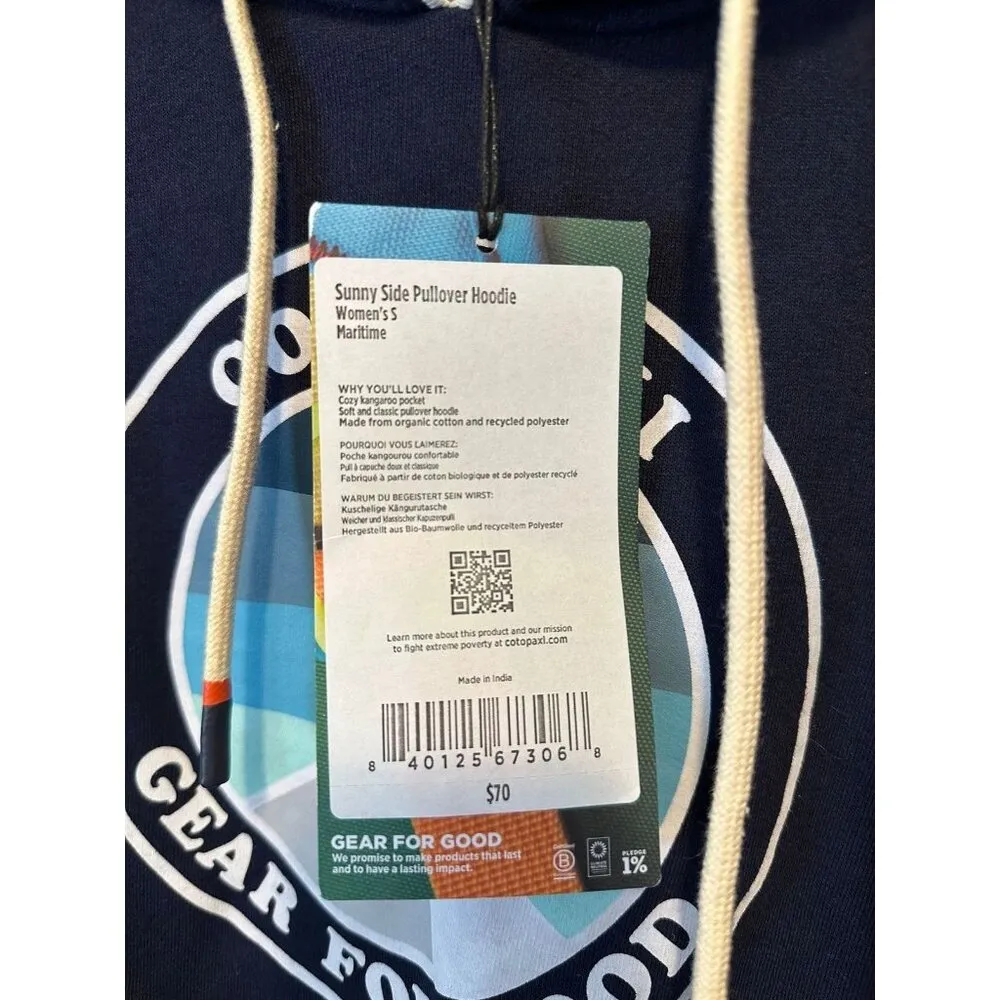 Sunny Side Pullover Hoodie
Women's S
Maritime
WHY YOU'LL LOVE IT:
Cozy kangaroo pocket
Soft and classic pullover hoodie
Made from organic cotton and recycled polyester
POURQUOI VOUS L'AIMEREZ:
Poche kangourou confortable
Pull à capuche doux et classique
Fabriqué à partir de coton biologique et de polyester recyclé
WARUM DU BEGEISTERT SEIN WIRST:
Kuschelige Kängurutasche
Weicher und klassischer Kapuzenpulli
Hergestellt aus Bio-Baumwolle und recyceltem Polyester
Learn more about this product and our mission
to fight extreme poverty at cotopaxi.com
Made in India
8 40125 67306 8
$70
GEAR FOR GOOD
We promise to make products that last
and to have a lasting impact.
Certified
B
PLEDGE
1%
CO
I
GEAR FO
OOD